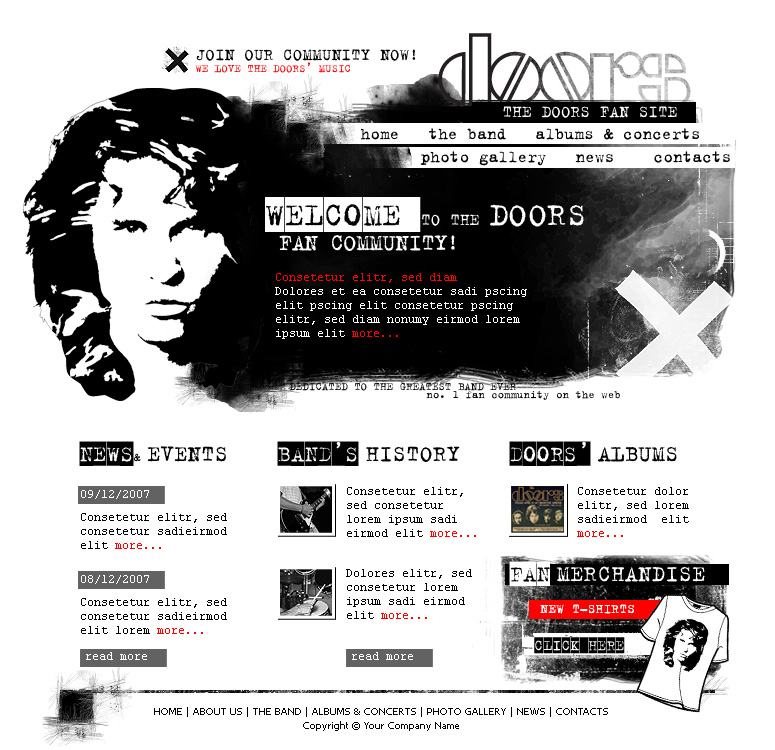 JOIN OUR COMMUNITY NOW!
WE LOVE THE DOORS' MUSIC
doors
THE DOORS FAN SITE
home the band albums & concerts
photo gallery news contacts
WELCOME TO THE DOORS
FAN COMMUNITY!
Consetetur elitr, sed diam
Dolores et ea consetetur sadi pscing
elit pscing elit consetetur pscing
elitr, sed diam nonumy eirmod lorem
ipsum elit more...
DEDICATED TO THE GREATEST BAND EVER
no. 1 fan community on the web
NEWS & EVENTS
09/12/2007
Consetetur elitr, sed
consetetur sadieirmod
elit more...
08/12/2007
Consetetur elitr, sed
consetetur sadieirmod
elit lorem more...
read more
BAND'S HISTORY
Consetetur elitr,
sed consetetur
lorem ipsum sadi
eirmod elit more...
Dolores elitr, sed
consetetur lorem
ipsum sadi eirmod
elit more...
read more
DOORS' ALBUMS
doors
Consetetur dolor
elitr, sed lorem
sadieirmod elit
more...
FAN MERCHANDISE
NEW T-SHIRTS
CLICK HERE
HOME | ABOUT US | THE BAND | ALBUMS & CONCERTS | PHOTO GALLERY | NEWS | CONTACTS
Copyright © Your Company Name